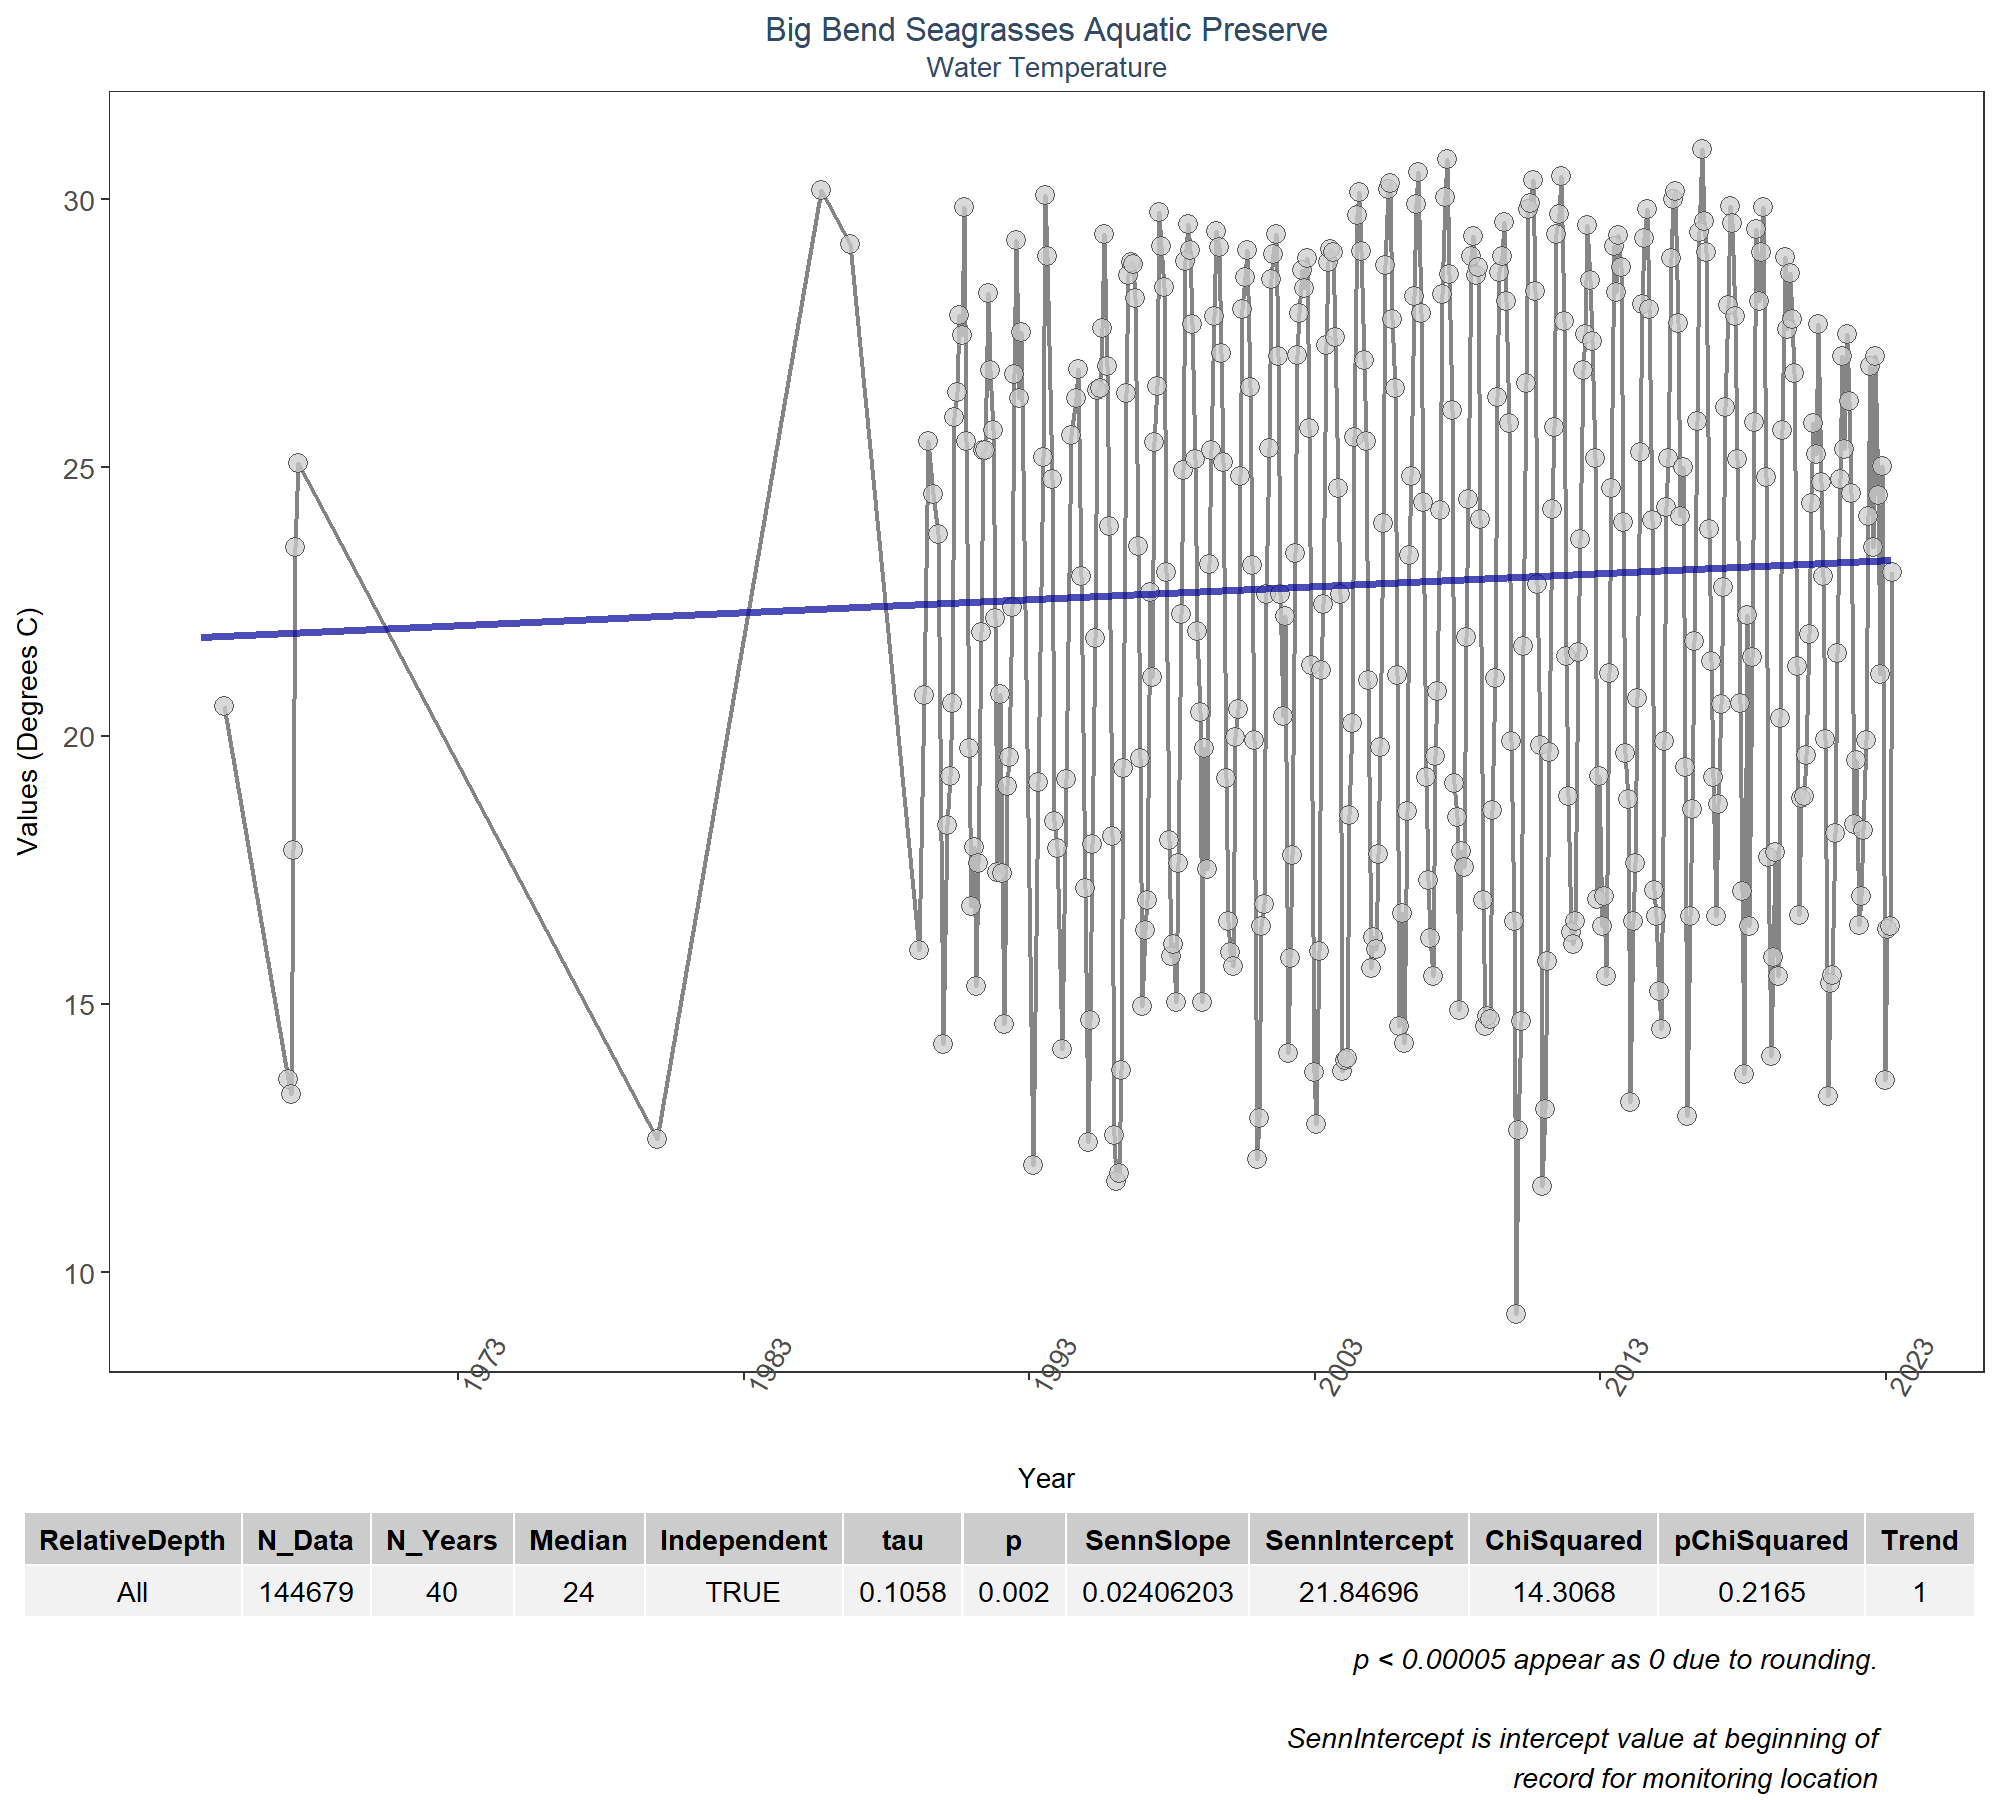 Big Bend Seagrasses Aquatic Preserve
Water Temperature
Values (Degrees C)
30
25
20
15
10
1973
1983
1993
2003
2013
2023
Year
RelativeDepth N_Data N_Years Median Independent tau p SennSlope SennIntercept ChiSquared pChiSquared Trend
All 144679 40 24 TRUE 0.1058 0.002 0.02406203 21.84696 14.3068 0.2165 1
p < 0.00005 appear as 0 due to rounding.
SennIntercept is intercept value at beginning of
record for monitoring location